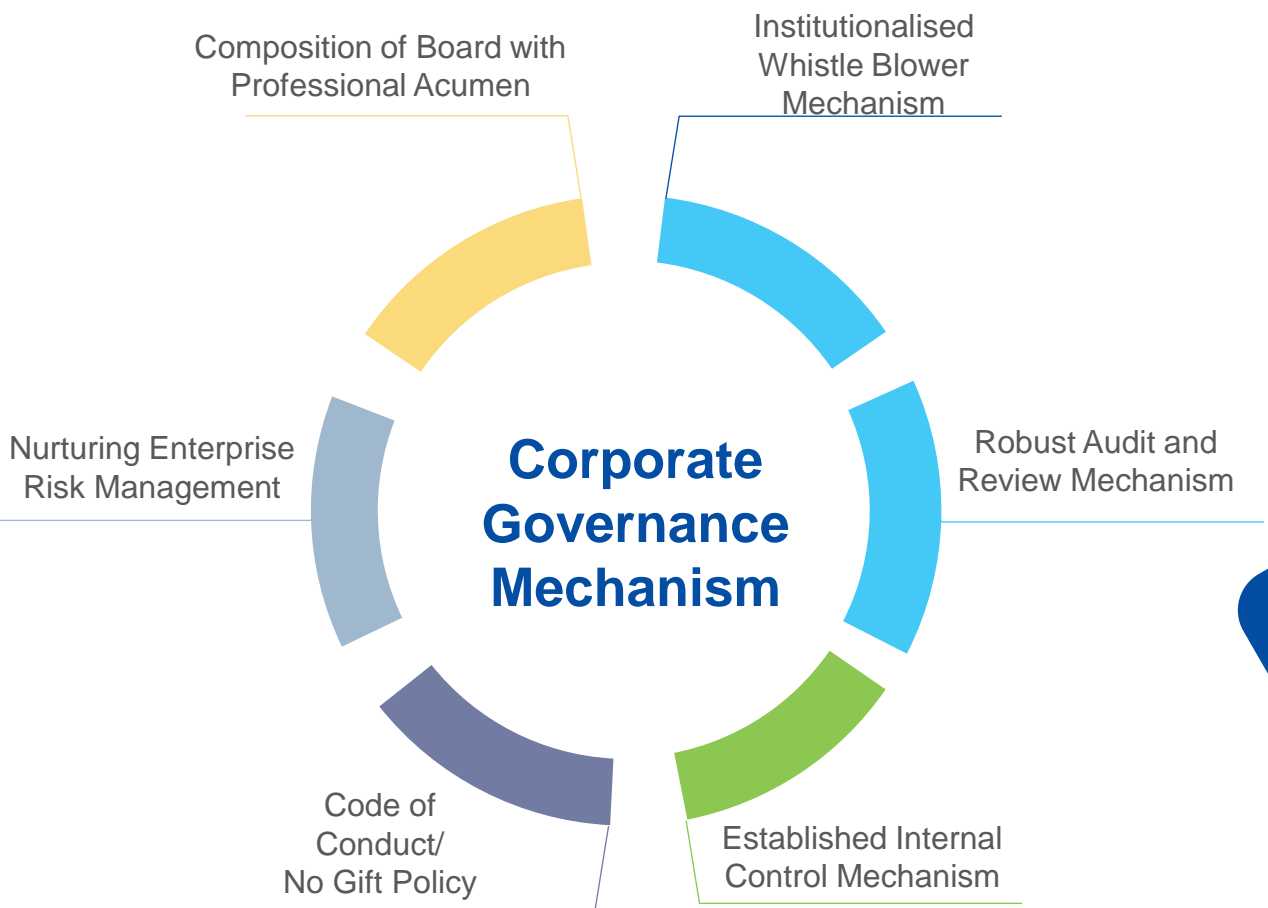 Composition of Board with
Professional Acumen
Institutionalised
Whistle Blower
Mechanism
Nurturing Enterprise
Risk Management
Corporate
Governance
Mechanism
Robust Audit and
Review Mechanism
Code of
Conduct/
No Gift Policy
Established Internal
Control Mechanism